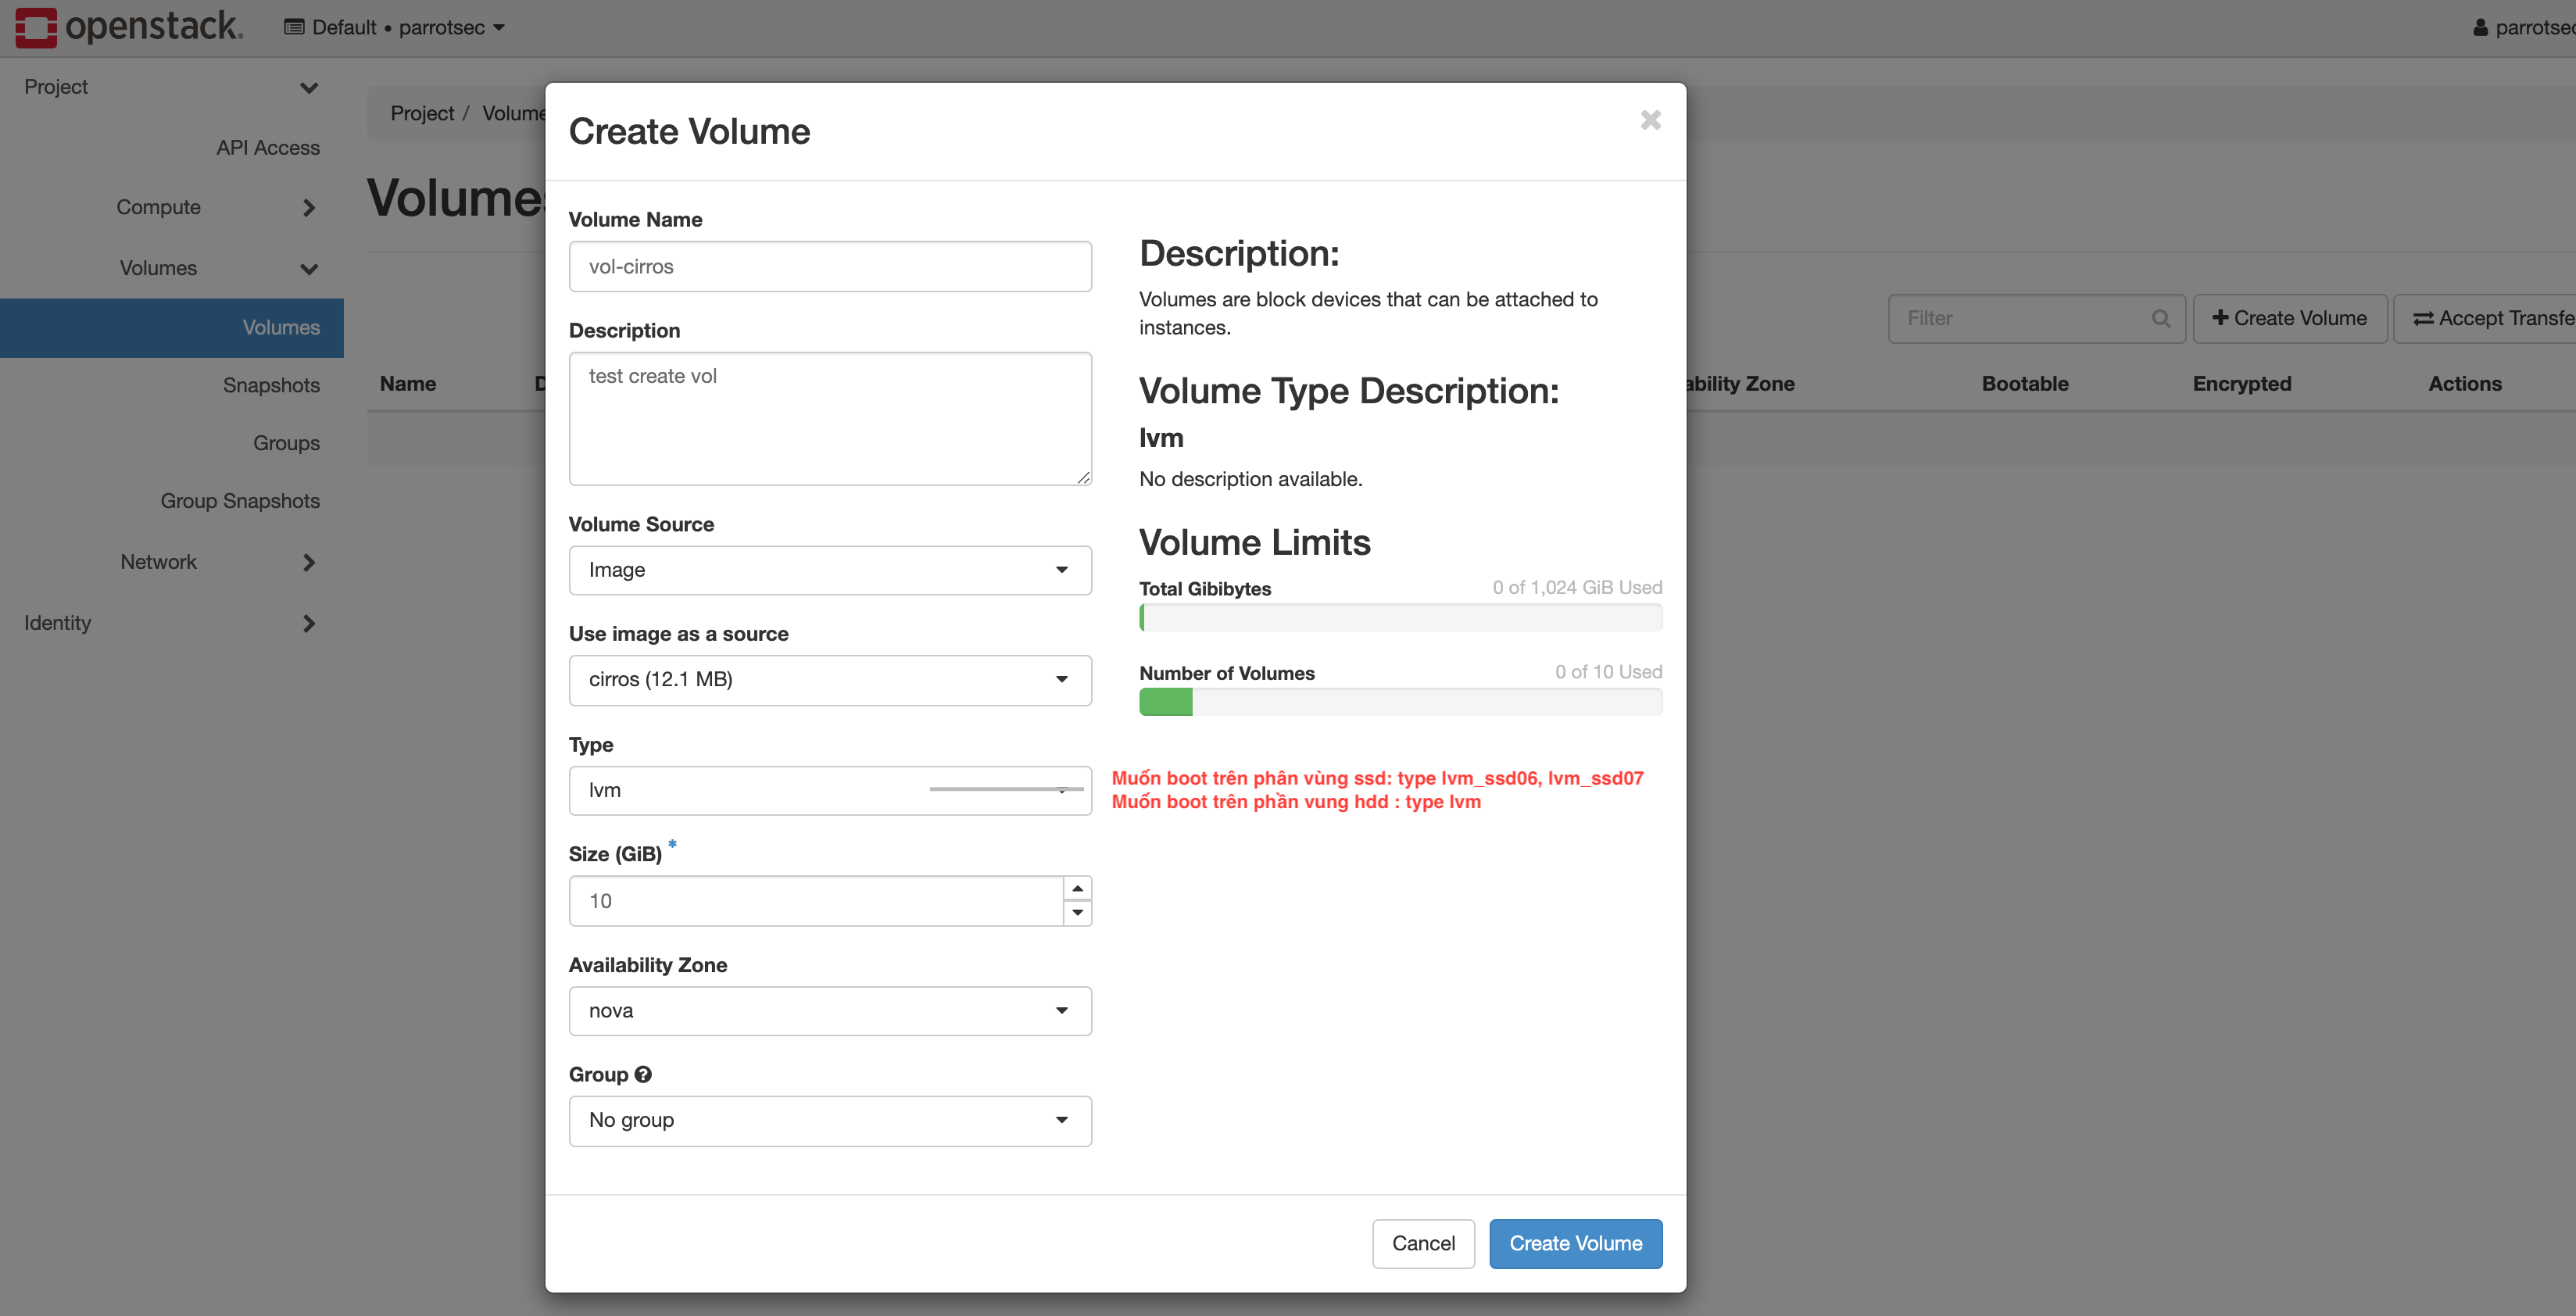 openstack.
Default • parrotsec
parrotsec
Project
API Access
Compute
Volumes
Volumes
Snapshots
Groups
Group Snapshots
Network
Identity
Project / Volume
Volumes
Filter
Create Volume
Accept Transfe
Name
D
ability Zone
Bootable
Encrypted
Actions
Create Volume
Volume Name
vol-cirros
Description
test create vol
Volume Source
Image
Use image as a source
cirros (12.1 MB)
Type
lvm
Size (GiB) *
10
Availability Zone
nova
Group
No group
Description:
Volumes are block devices that can be attached to
instances.
Volume Type Description:
lvm
No description available.
Volume Limits
Total Gibibytes
0 of 1,024 GiB Used
Number of Volumes
0 of 10 Used
Muốn boot trên phân vùng ssd: type lvm_ssd06, lvm_ssd07
Muốn boot trên phần vung hdd : type lvm
Cancel
Create Volume